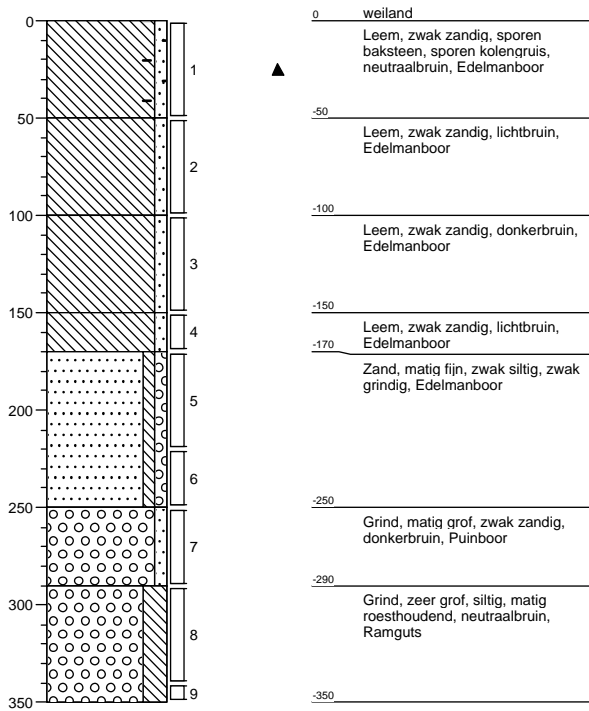 0
50
100
150
200
250
300
350
1
2
3
4
5
6
7
8
9
0 weiland
Leem, zwak zandig, sporen
baksteen, sporen kolengruis,
neutraalbruin, Edelmanboor
-50
Leem, zwak zandig, lichtbruin,
Edelmanboor
-100
Leem, zwak zandig, donkerbruin,
Edelmanboor
-150
Leem, zwak zandig, lichtbruin,
Edelmanboor
-170
Zand, matig fijn, zwak siltig, zwak
grindig, Edelmanboor
-250
Grind, matig grof, zwak zandig,
donkerbruin, Puinboor
-290
Grind, zeer grof, siltig, matig
roesthoudend, neutraalbruin,
Ramguts
-350